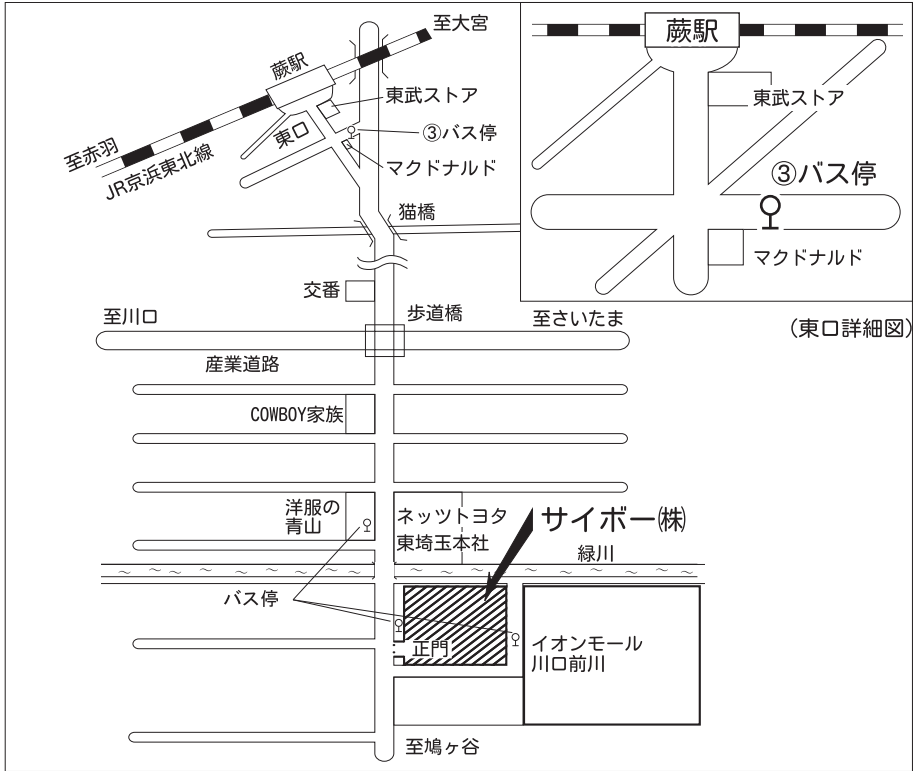 至大宮
蕨駅
東武ストア
③バス停
東口
マクドナルド
至赤羽
JR京浜東北線
猫橋
交番
歩道橋
至川口
至さいたま
産業道路
COWBOY家族
洋服の
青山
ネッツトヨタ
東埼玉本社
サイボー㈱
緑川
バス停
正門
イオンモール
川口前川
至鳩ヶ谷
蕨駅
東武ストア
③バス停
マクドナルド
(東口詳細図)